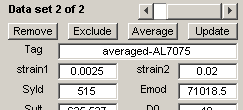 Data set 2 of 2
Remove Exclude Average Update
Tag averaged-AL7075
strain1 0.0025 strain2 0.02
Syld 515 Emod 71018.5